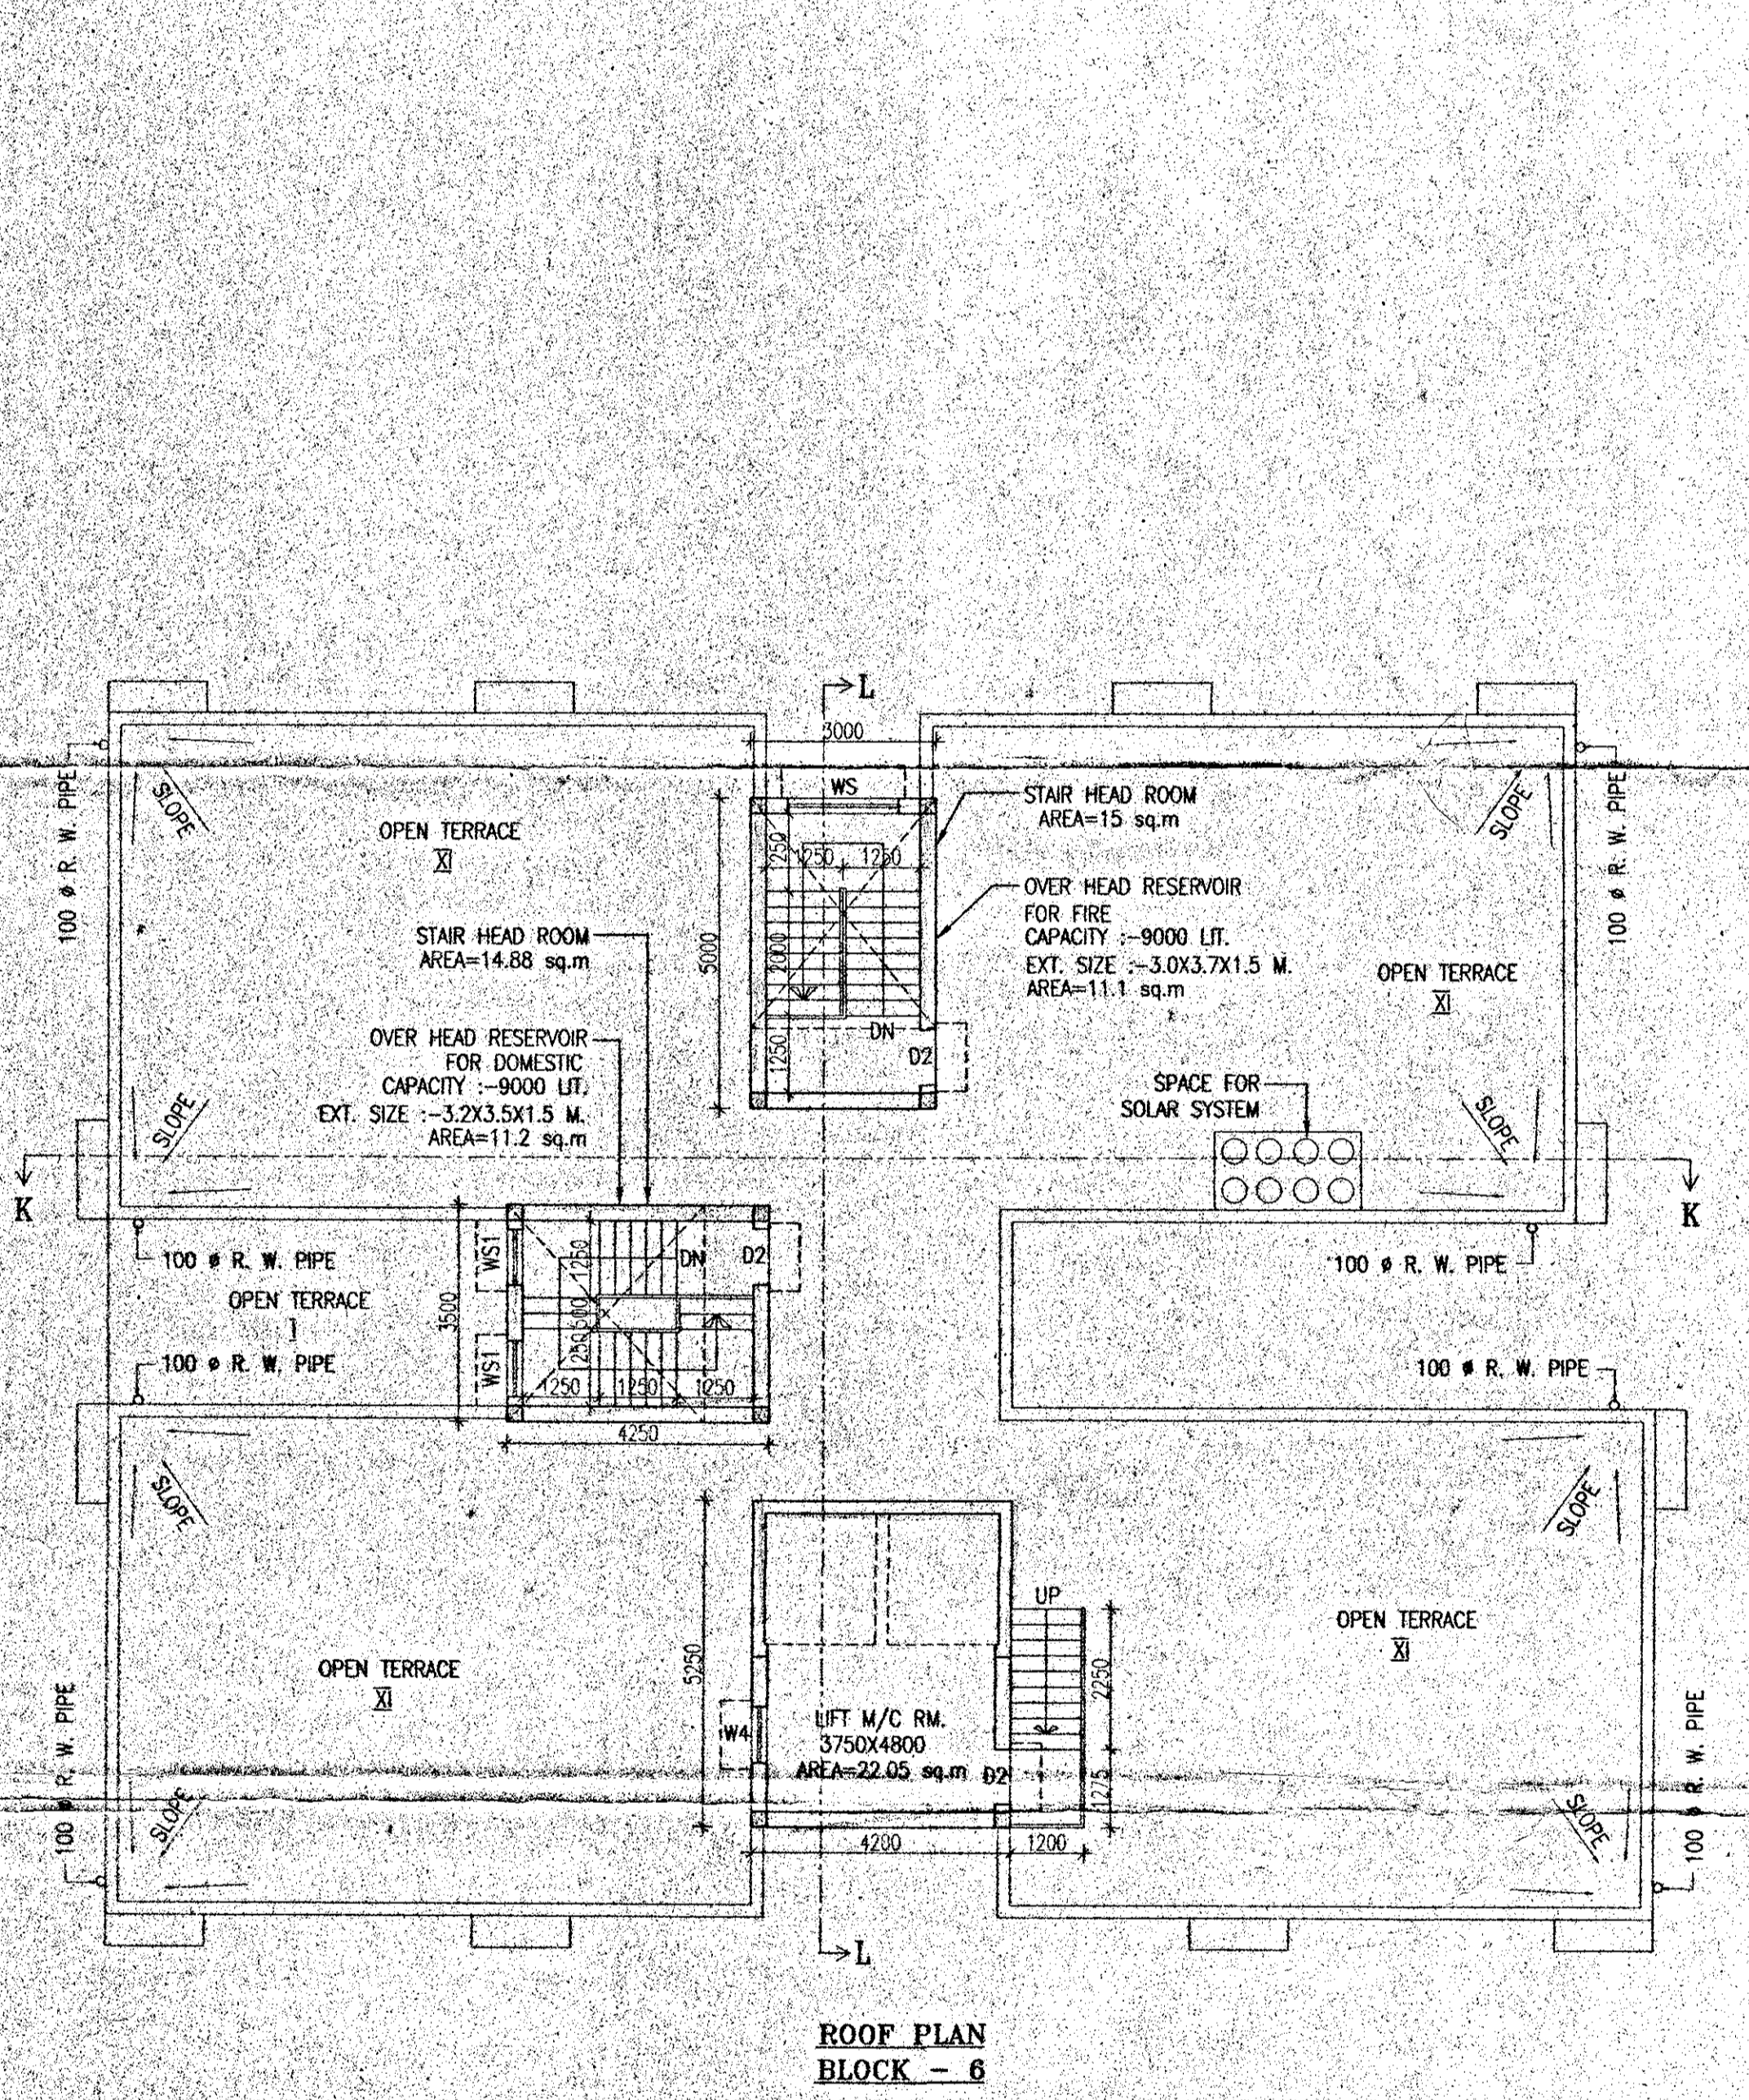 L
3000
WS
STAIR HEAD ROOM
AREA=15 sq.m
100 ø R. W. PIPE
SLOPE
OPEN TERRACE
XI
1250
1250
1250
SLOPE
100 ø R. W. PIPE
OVER HEAD RESERVOIR
FOR FIRE
CAPACITY :-9000 LIT.
EXT. SIZE :-3.0X3.7X1.5 M.
AREA=11.1 sq.m
STAIR HEAD ROOM
AREA=14.88 sq.m
5000
2000
OPEN TERRACE
XI
DN
D2
1250
OVER HEAD RESERVOIR
FOR DOMESTIC
CAPACITY :-9000 LIT.
EXT. SIZE :-3.2X3.5X1.5 M.
AREA=11.2 sq.m
SPACE FOR
SOLAR SYSTEM
SLOPE
SLOPE
K
K
100 ø R. W. PIPE
WS1
1250
DN
D2
100 ø R. W. PIPE
OPEN TERRACE
I
3500
600
100 ø R. W. PIPE
WS1
1250
1250
1250
1250
100 ø R. W. PIPE
4250
SLOPE
SLOPE
UP
5250
2250
OPEN TERRACE
XI
OPEN TERRACE
XI
W4
LIFT M/C RM.
3750X4800
AREA=22.05 sq.m
D2
1275
100 ø R. W. PIPE
SLOPE
SLOPE
100 ø R. W. PIPE
4200
1200
L
ROOF PLAN
BLOCK - 6